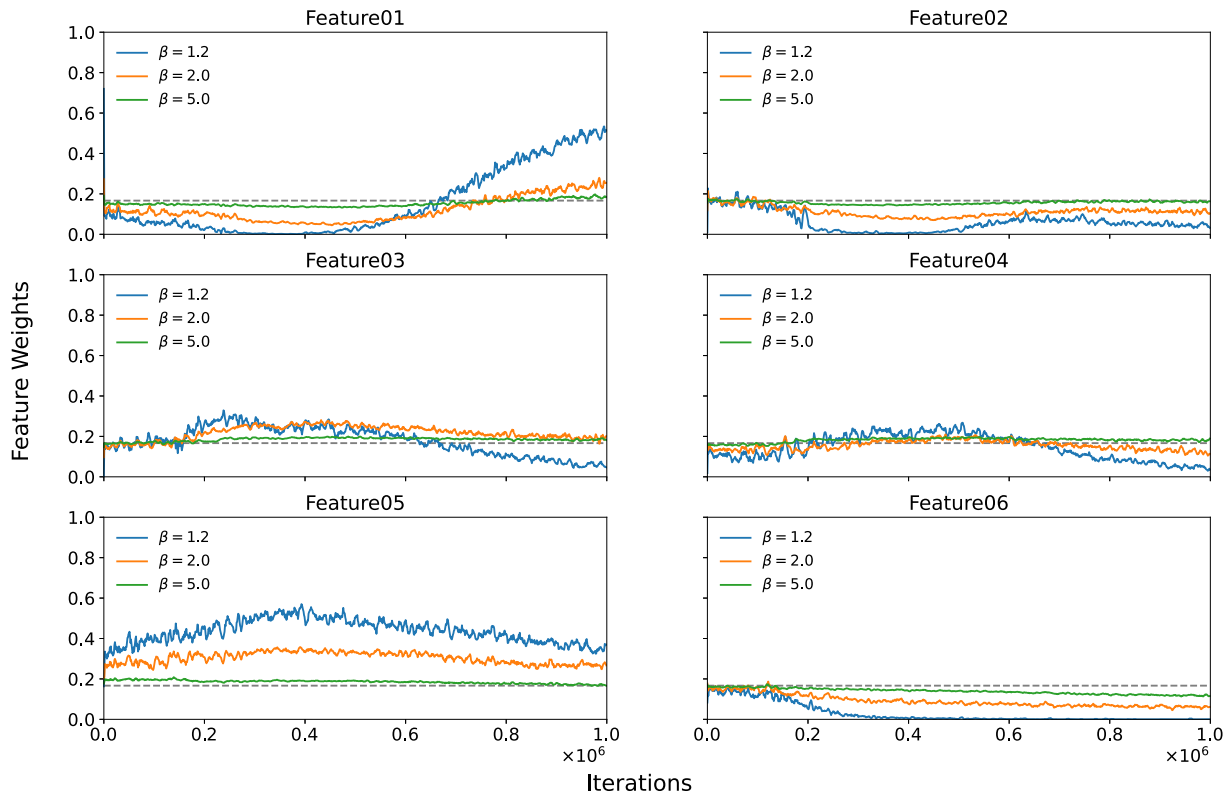 Feature01
Feature02
1.0
0.8
0.6
0.4
0.2
0.0
β = 1.2
β = 2.0
β = 5.0
β = 1.2
β = 2.0
β = 5.0
Feature03
Feature04
1.0
0.8
0.6
0.4
0.2
0.0
β = 1.2
β = 2.0
β = 5.0
β = 1.2
β = 2.0
β = 5.0
Feature Weights
Feature05
Feature06
1.0
0.8
0.6
0.4
0.2
0.0
β = 1.2
β = 2.0
β = 5.0
β = 1.2
β = 2.0
β = 5.0
0.0 0.2 0.4 0.6 0.8 1.0
×10⁶
0.0 0.2 0.4 0.6 0.8 1.0
×10⁶
Iterations